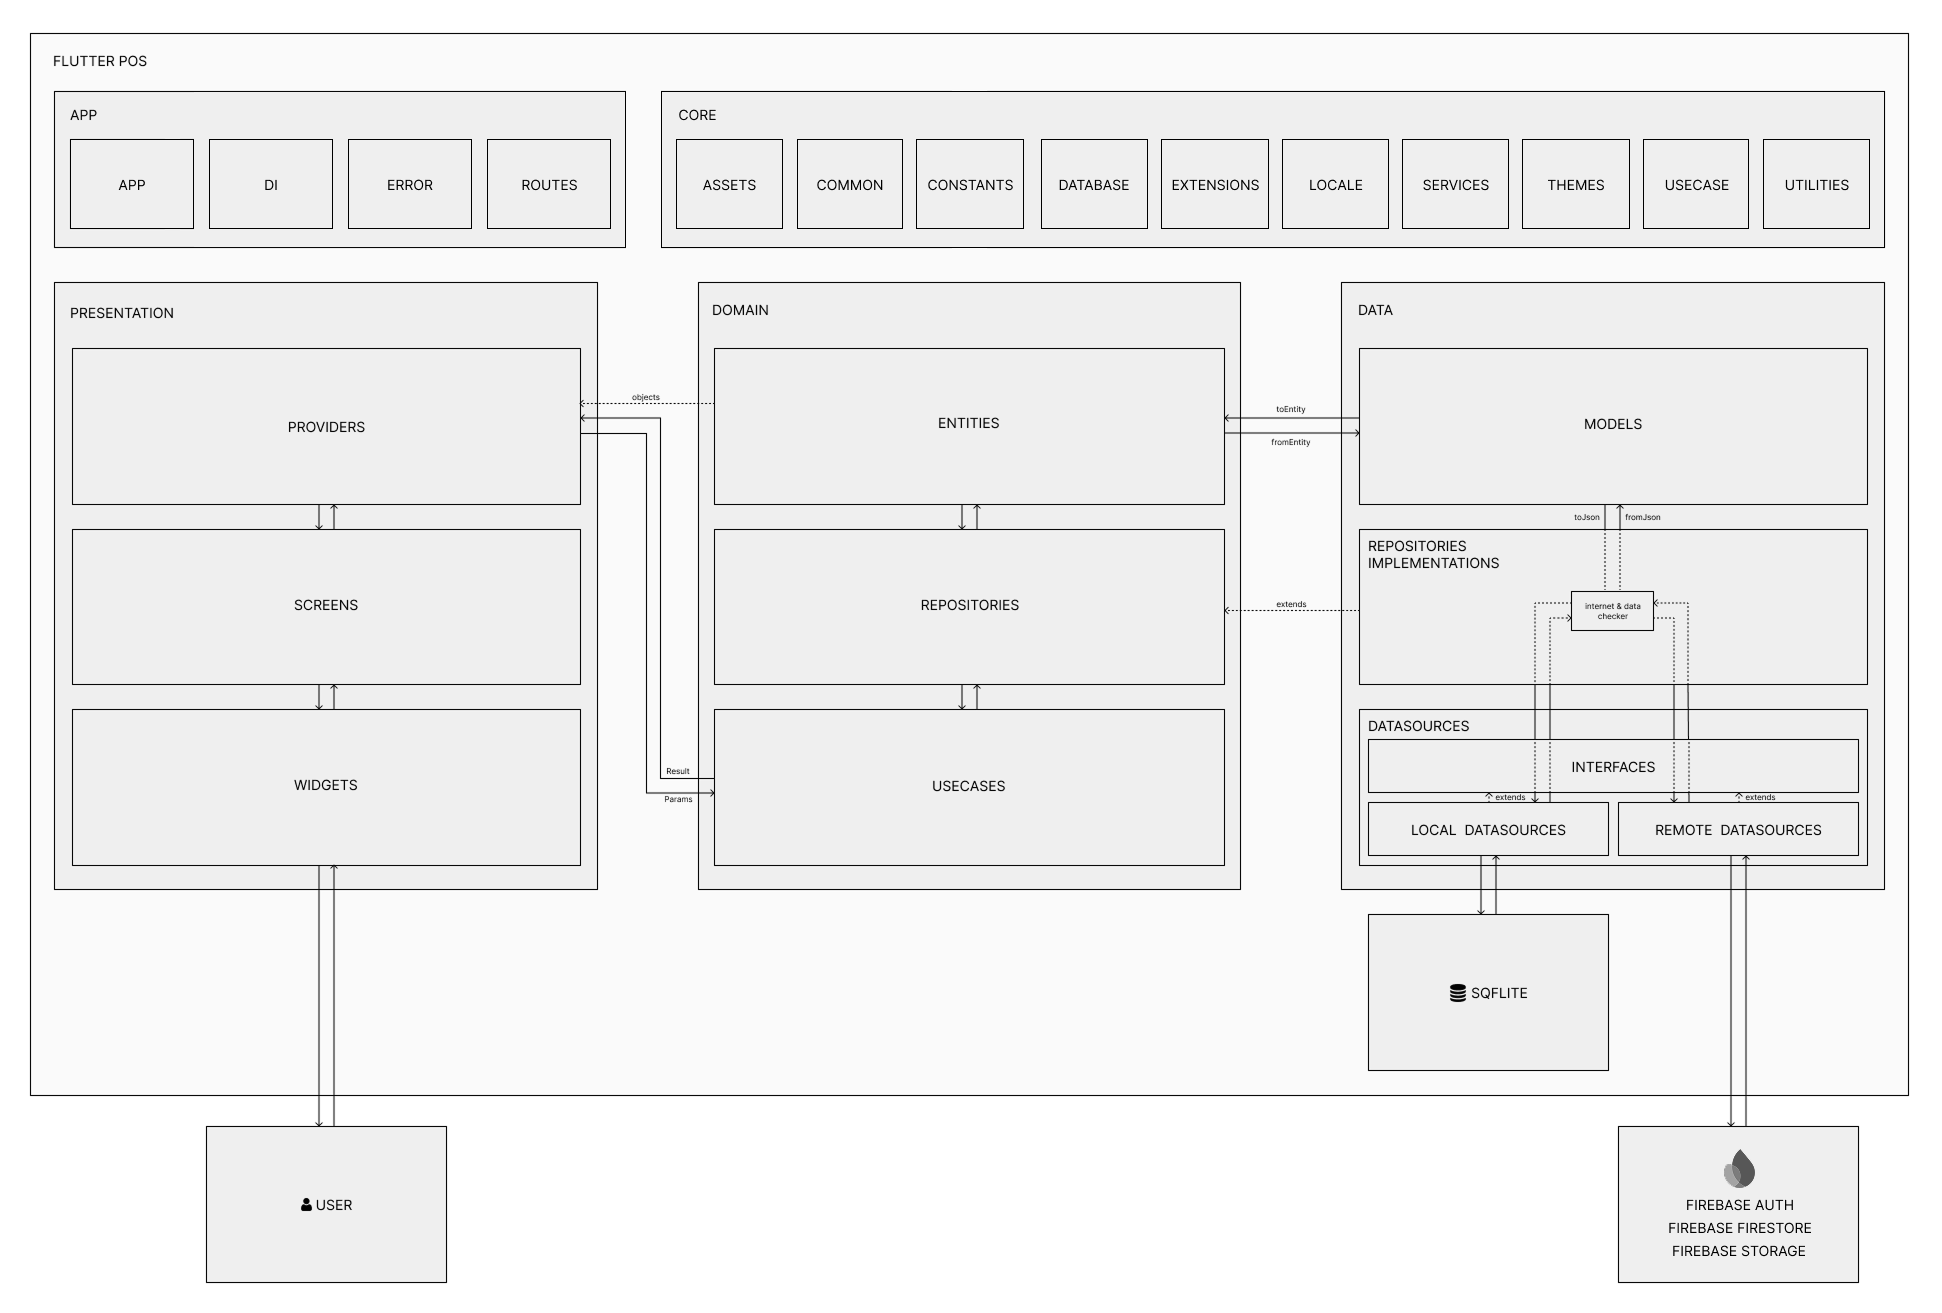 FLUTTER POS
APP
APP
DI
ERROR
ROUTES
CORE
ASSETS
COMMON
CONSTANTS
DATABASE
EXTENSIONS
LOCALE
SERVICES
THEMES
USECASE
UTILITIES
PRESENTATION
PROVIDERS
SCREENS
WIDGETS
objects
Result
Params
DOMAIN
ENTITIES
REPOSITORIES
USECASES
toEntity
fromEntity
extends
DATA
MODELS
toJson
fromJson
REPOSITORIES
IMPLEMENTATIONS
internet & data
checker
DATASOURCES
INTERFACES
extends
extends
LOCAL DATASOURCES
REMOTE DATASOURCES
SQFLITE
USER
FIREBASE AUTH
FIREBASE FIRESTORE
FIREBASE STORAGE